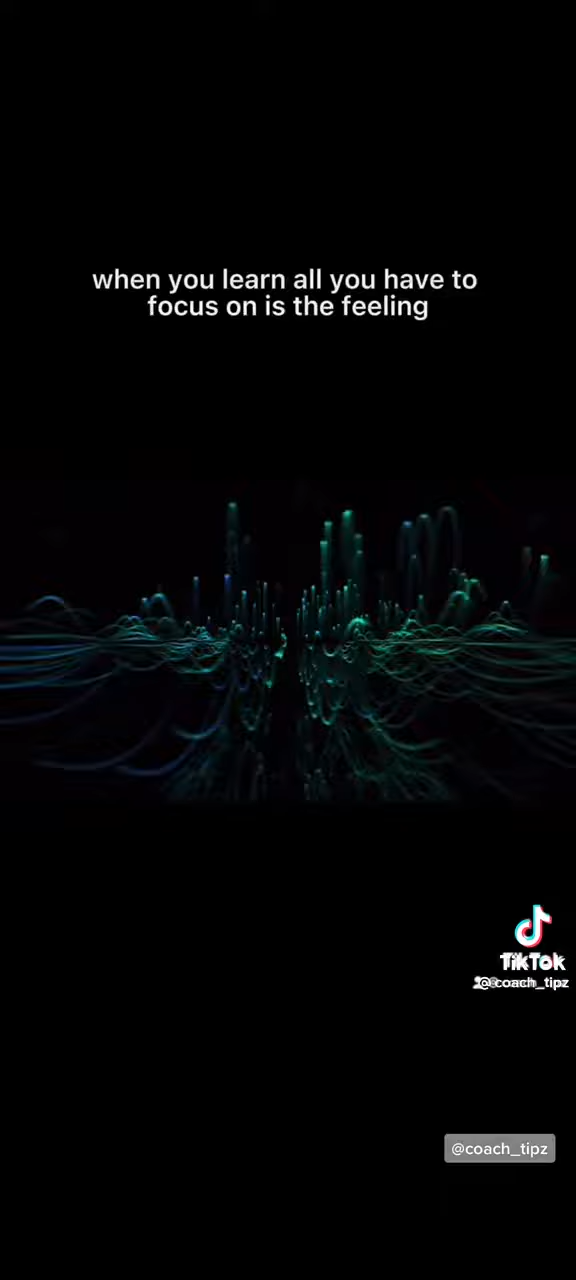 when you learn all you have to
focus on is the feeling
TikTok
@coach_tipz
@coach_tipz